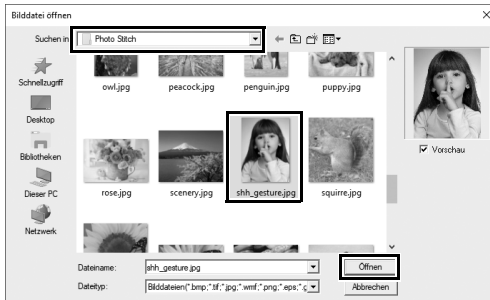 Bilddatei öffnen
Suchen in
Photo Stitch
Schnellzugriff
Desktop
Bibliotheken
Dieser PC
Netzwerk
owl.jpg
peacock.jpg
penguin.jpg
puppy.jpg
rose.jpg
scenery.jpg
shh_gesture.jpg
squirre.jpg
Vorschau
Dateiname:
shh_gesture.jpg
Öffnen
Dateityp:
Bilddateien(*.bmp;*.tif;*.jpg;*.wmf;*.png;*.eps;*.g
Abbrechen